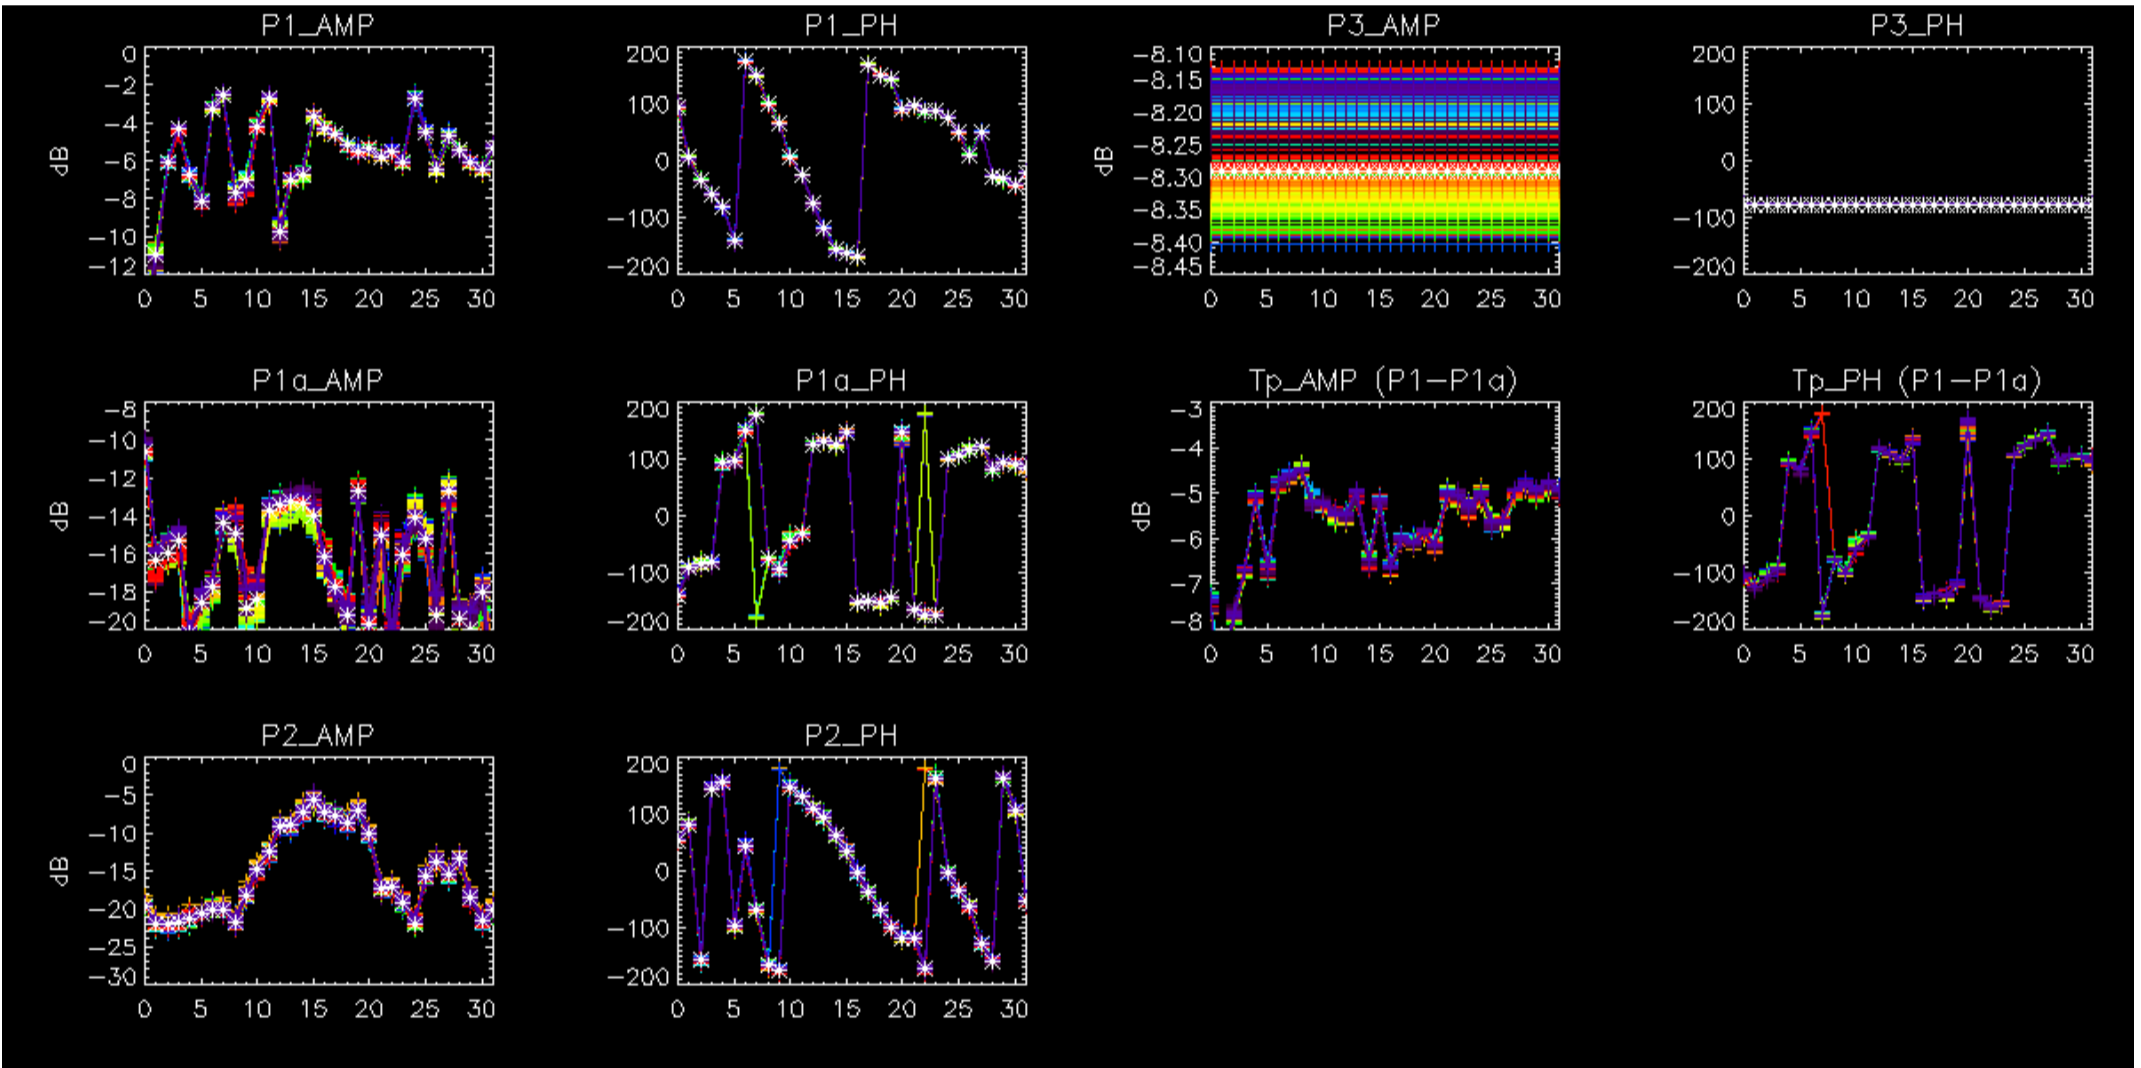 P1_AMP
0
-2
-4
-6
-8
-10
-12
dB
0 5 10 15 20 25 30
P1_PH
200
100
0
-100
-200
0 5 10 15 20 25 30
P3_AMP
-8.10
-8.15
-8.20
-8.25
-8.30
-8.35
-8.40
-8.45
dB
0 5 10 15 20 25 30
P3_PH
200
100
0
-100
-200
0 5 10 15 20 25 30
P1a_AMP
-8
-10
-12
-14
-16
-18
-20
dB
0 5 10 15 20 25 30
P1a_PH
200
100
0
-100
-200
0 5 10 15 20 25 30
Tp_AMP (P1-P1a)
-3
-4
-5
-6
-7
-8
dB
0 5 10 15 20 25 30
Tp_PH (P1-P1a)
200
100
0
-100
-200
0 5 10 15 20 25 30
P2_AMP
0
-5
-10
-15
-20
-25
-30
dB
0 5 10 15 20 25 30
P2_PH
200
100
0
-100
-200
0 5 10 15 20 25 30